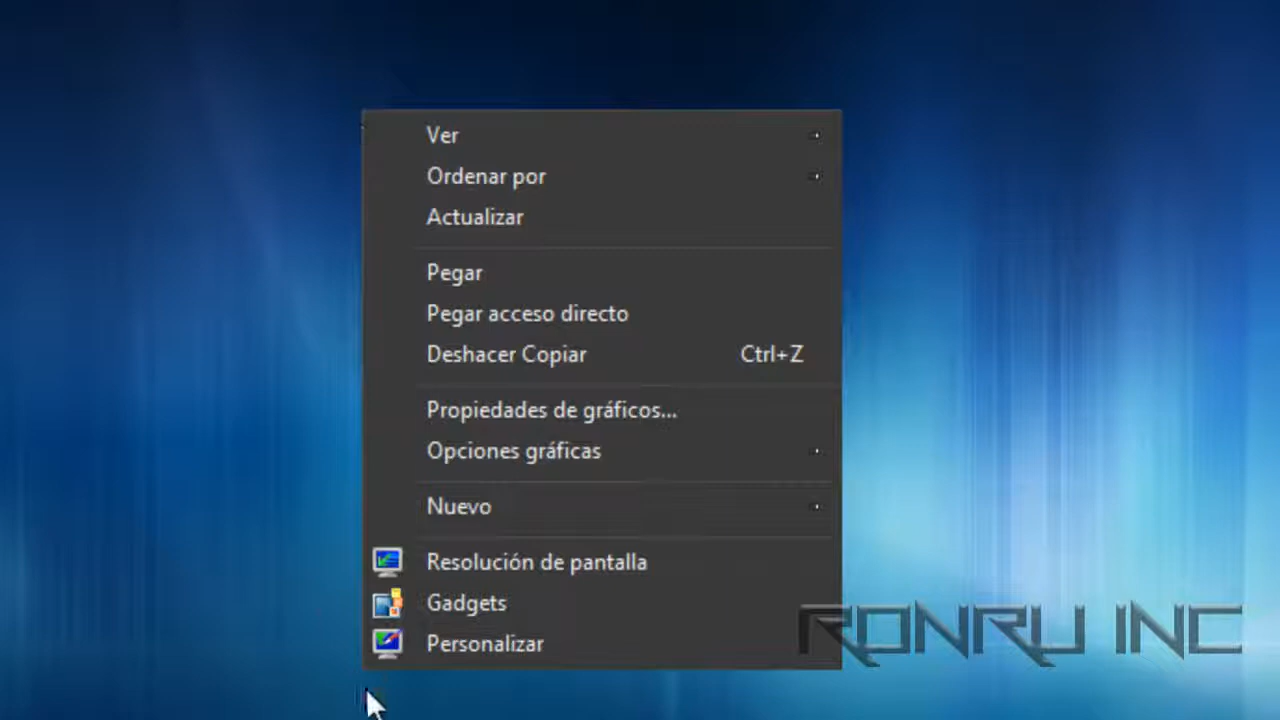 Ver
Ordenar por
Actualizar
Pegar
Pegar acceso directo
Deshacer Copiar Ctrl+Z
Propiedades de gráficos...
Opciones gráficas
Nuevo
Resolución de pantalla
Gadgets
Personalizar
RONRU INC